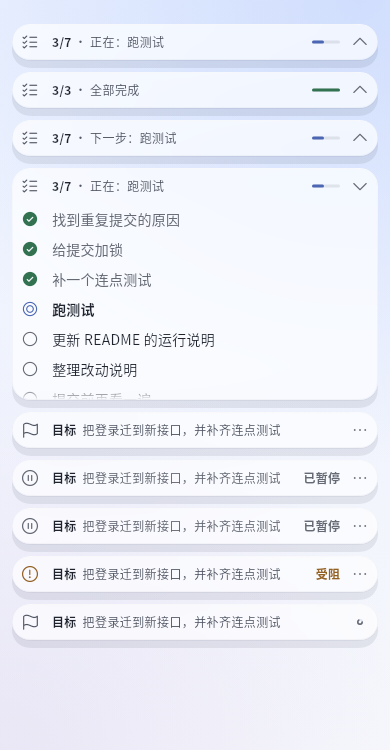 3/7 · 正在：跑测试
3/3 · 全部完成
3/7 · 下一步：跑测试
3/7 · 正在：跑测试
找到重复提交的原因
给提交加锁
补一个连点测试
跑测试
更新 README 的运行说明
整理改动说明
目标 把登录迁到新接口，并补齐连点测试
目标 把登录迁到新接口，并补齐连点测试 已暂停
目标 把登录迁到新接口，并补齐连点测试 已暂停
目标 把登录迁到新接口，并补齐连点测试 受阻
目标 把登录迁到新接口，并补齐连点测试